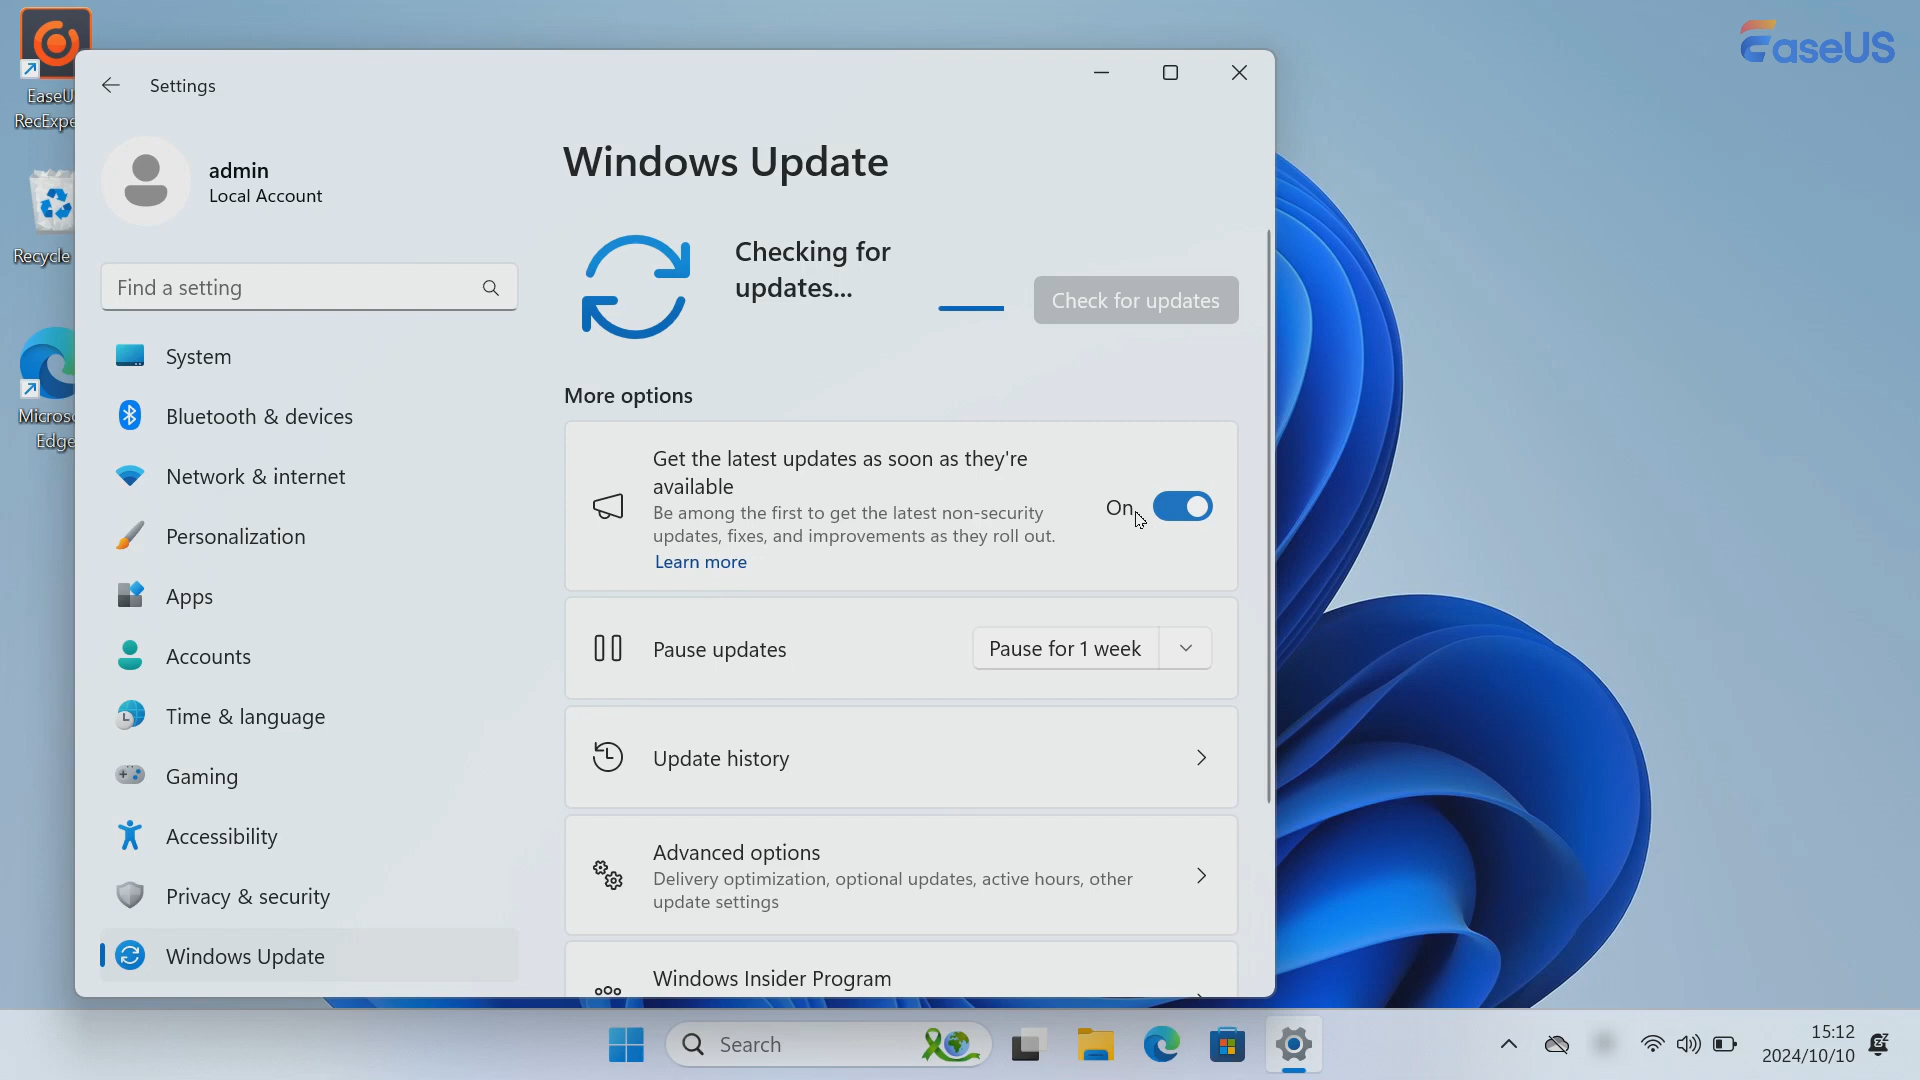 EaseUS
EaseU
RecExpe
Recycle
Micros
Edge
Settings
admin
Local Account
Find a setting
System
Bluetooth & devices
Network & internet
Personalization
Apps
Accounts
Time & language
Gaming
Accessibility
Privacy & security
Windows Update
Windows Update
Checking for
updates...
Check for updates
More options
Get the latest updates as soon as they're
available
Be among the first to get the latest non-security
updates, fixes, and improvements as they roll out.
Learn more
On
Pause updates
Pause for 1 week
Update history
Advanced options
Delivery optimization, optional updates, active hours, other
update settings
Windows Insider Program
Search
15:12
2024/10/10